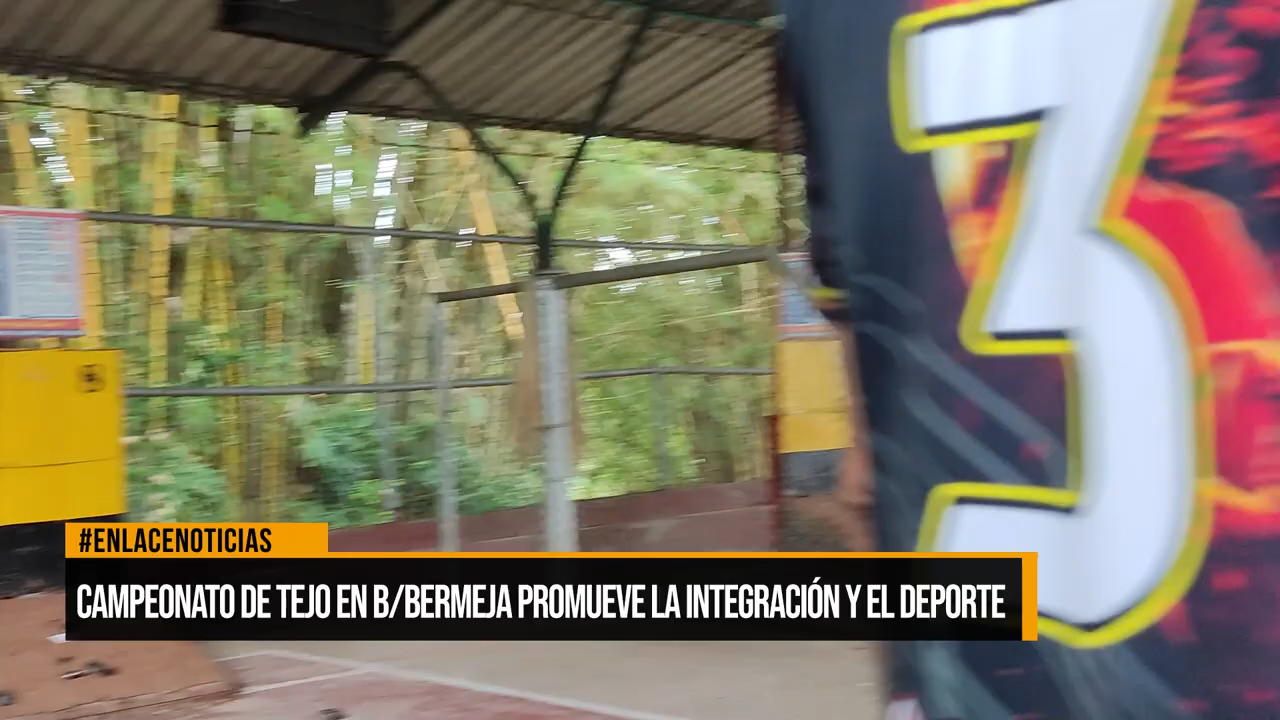 3
#ENLACENOTICIAS
CAMPEONATO DE TEJO EN B/BERMEJA PROMUEVE LA INTEGRACIÓN Y EL DEPORTE